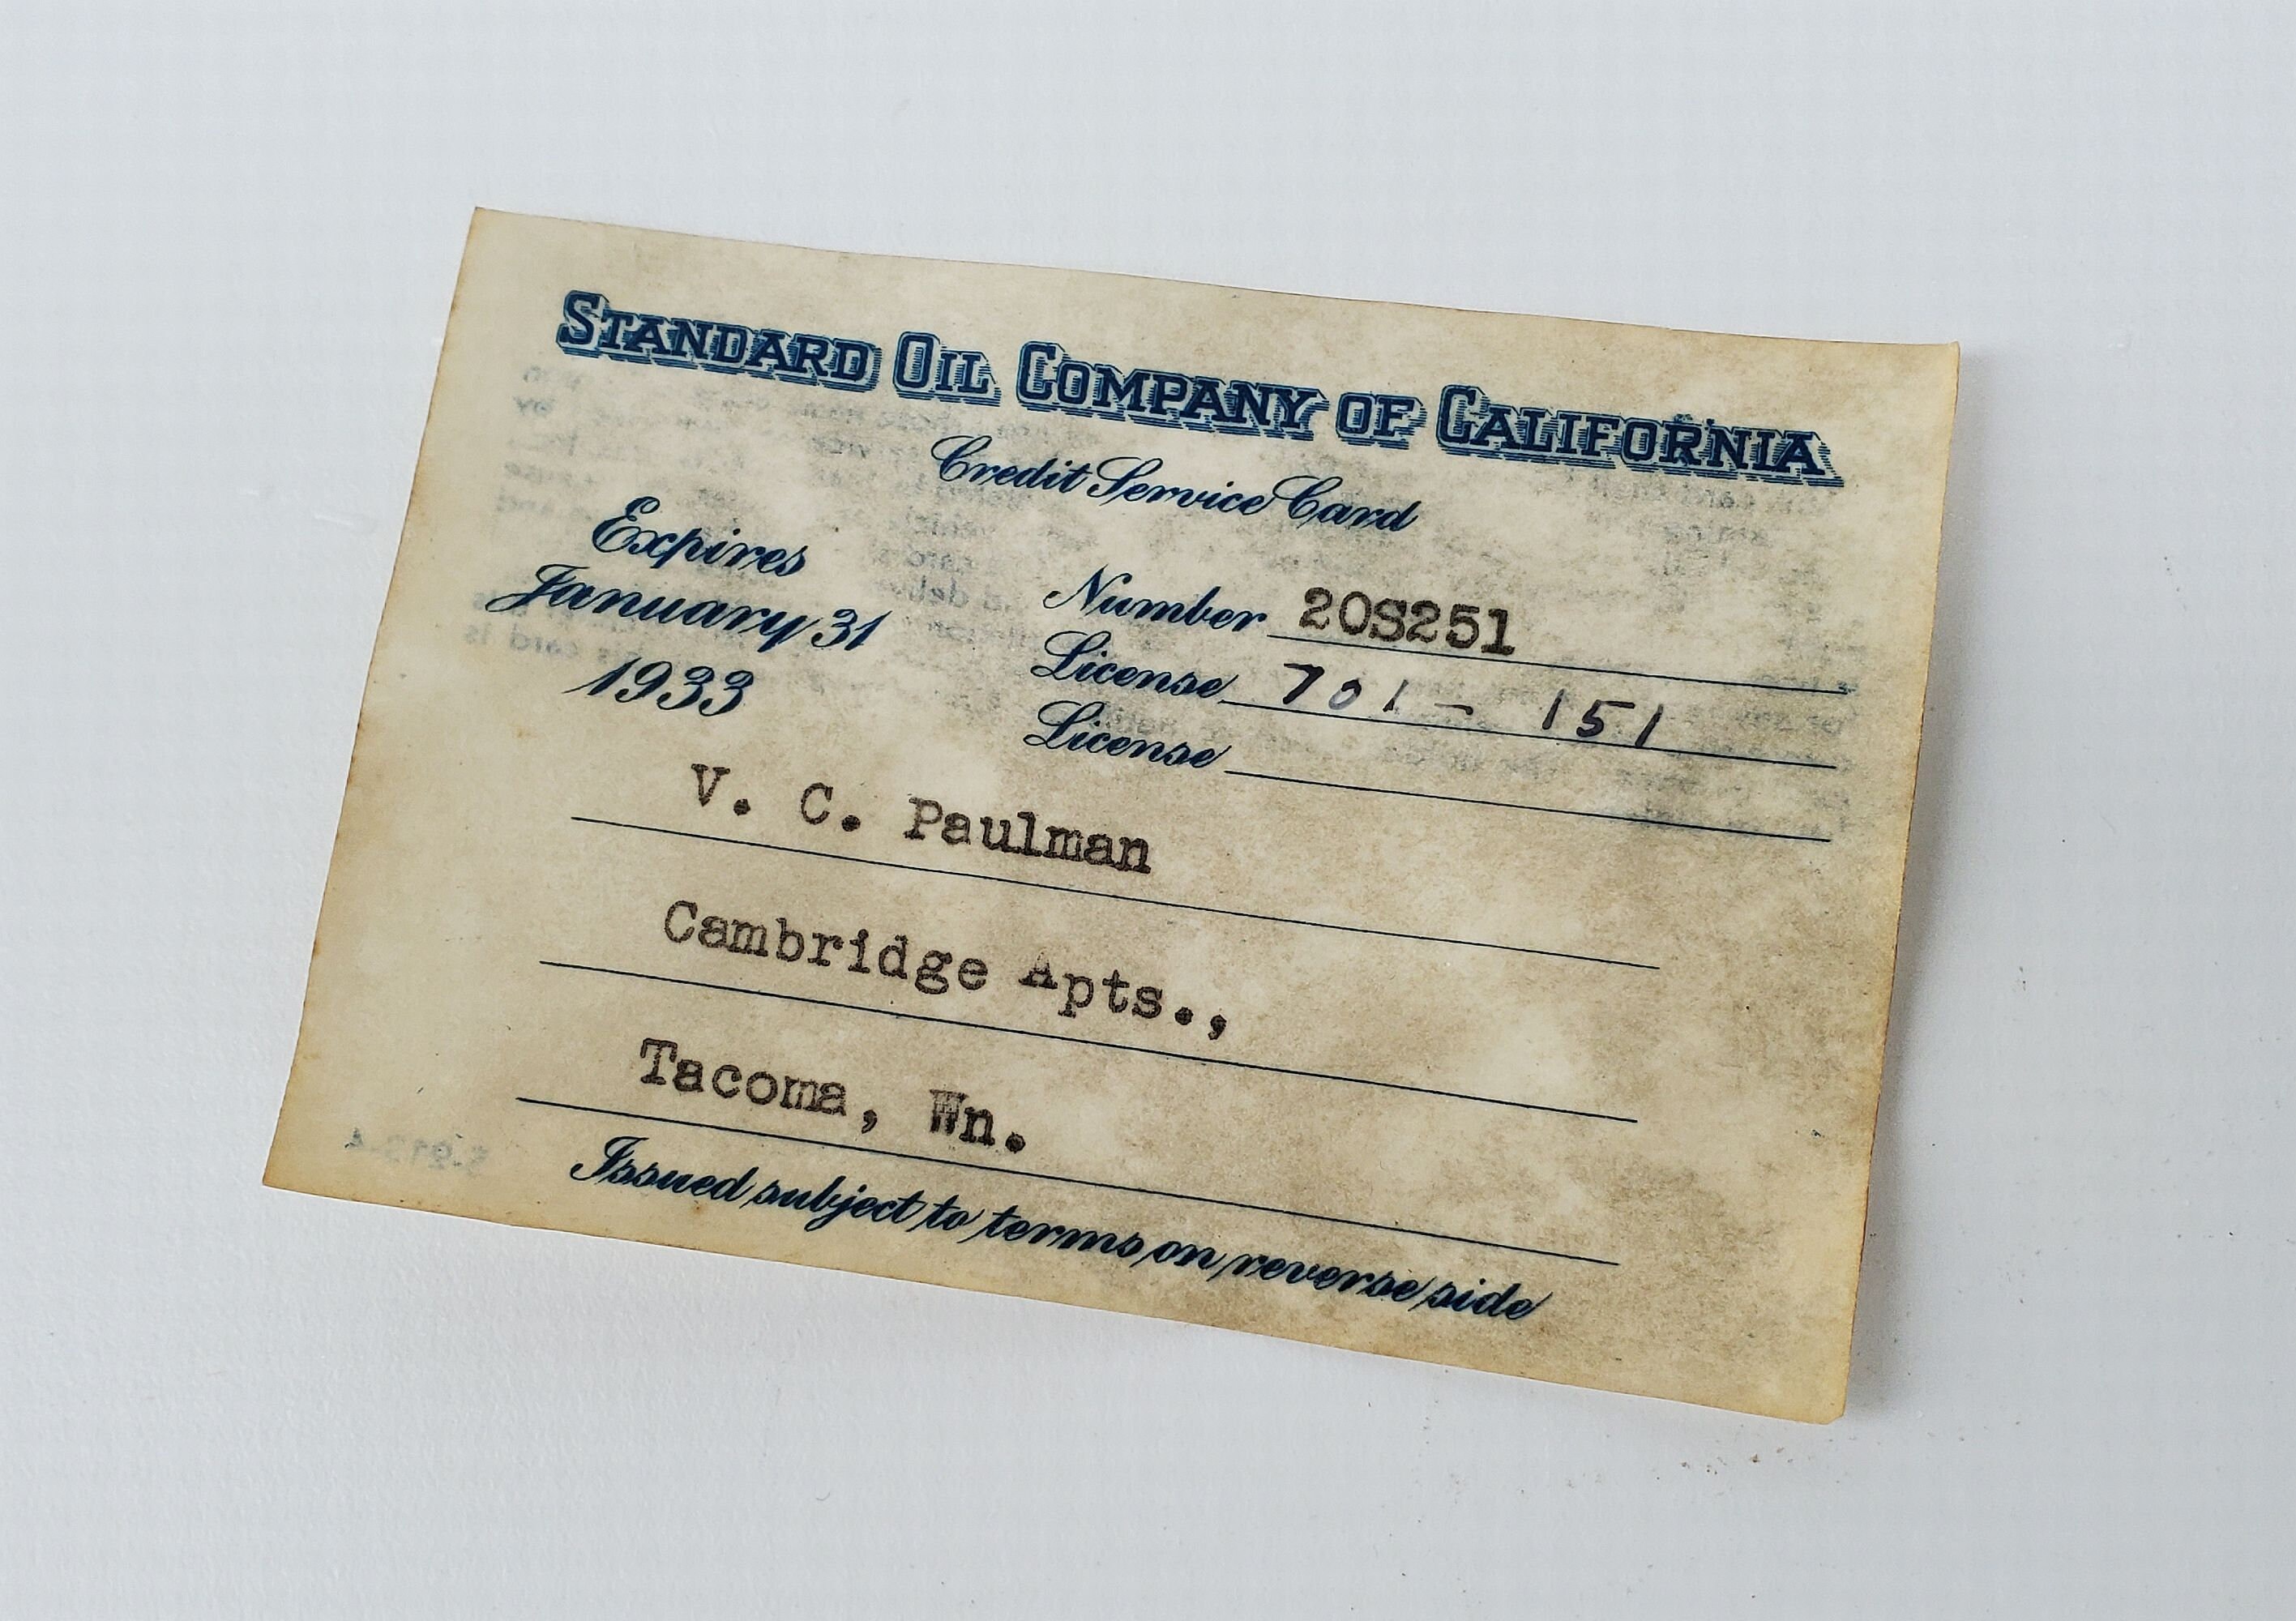 STANDARD OIL COMPANY OF CALIFORNIA
Credit Service Card
Expires
January 31
1933
Number 20S251
License 701 - 151
License
V. C. Paulman
Cambridge Apts.,
Tacoma, Wn.
Issued subject to terms on reverse side